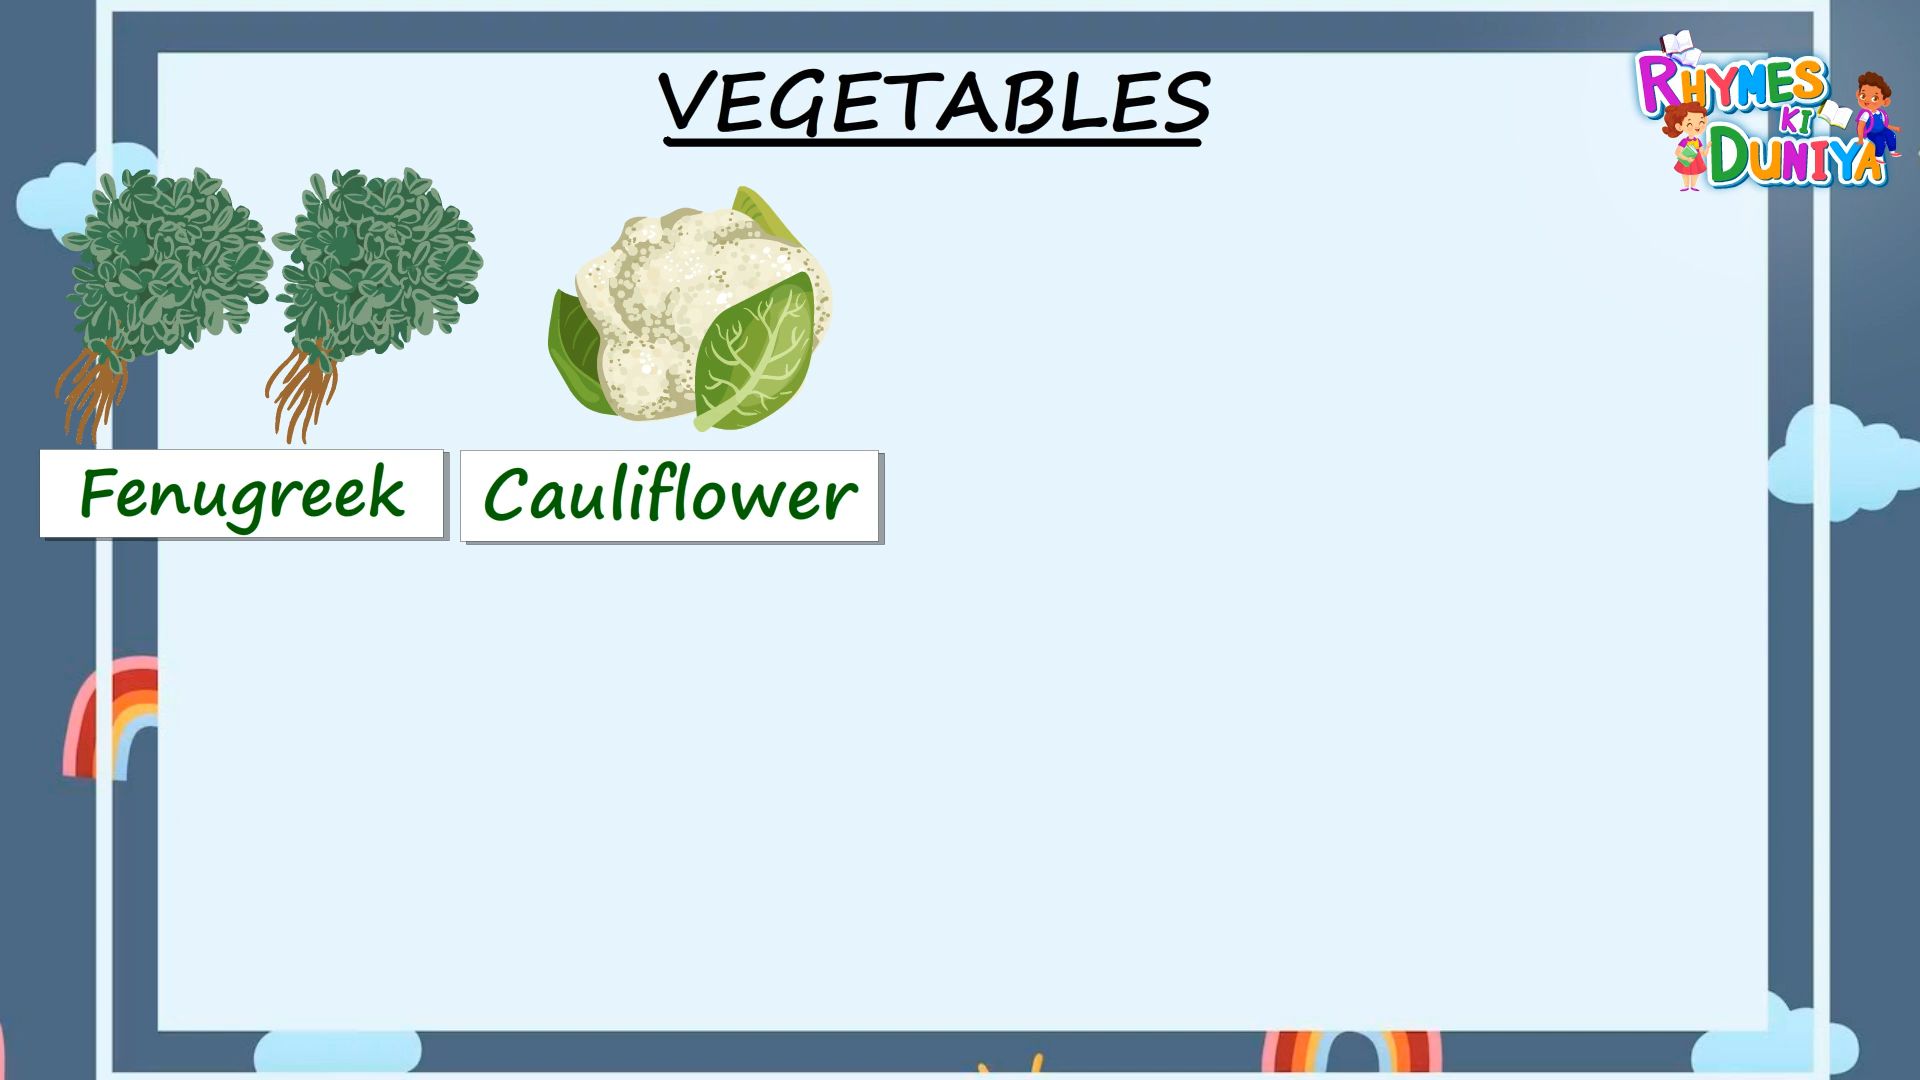 VEGETABLES
RHYMES
KI
DUNIYA
Fenugreek
Cauliflower